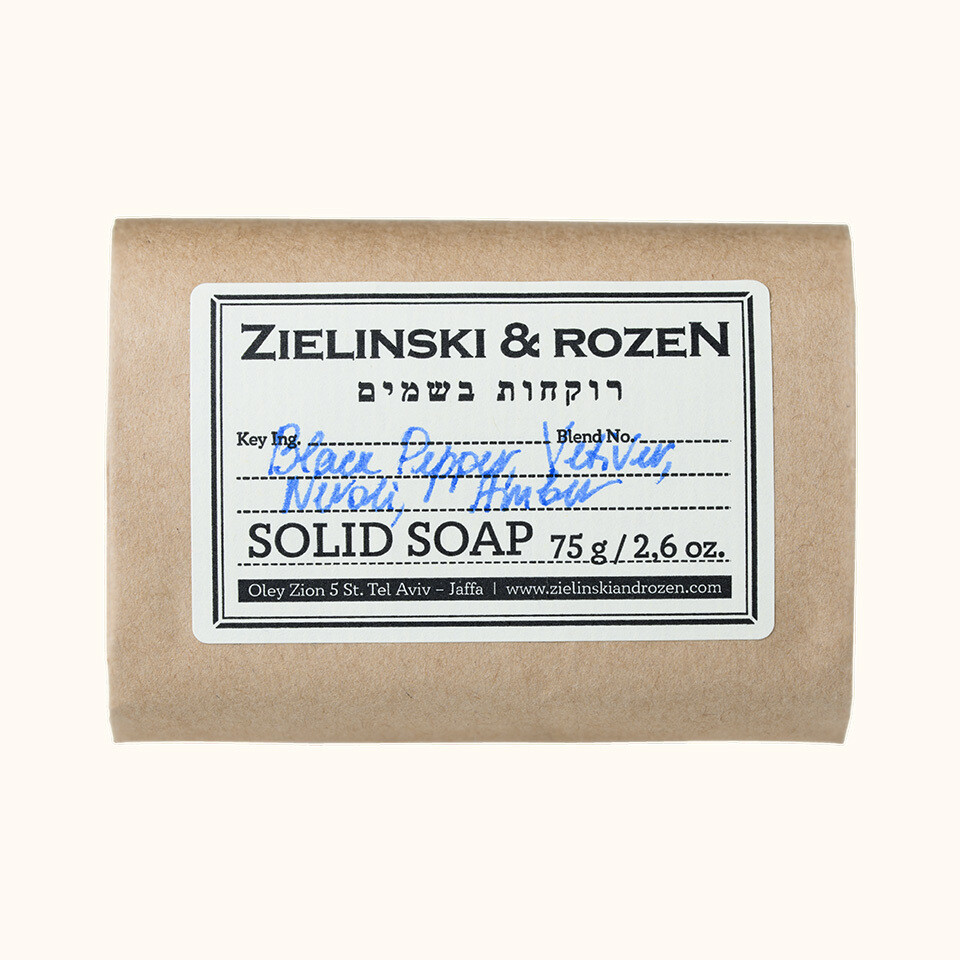 ZIELINSKI & ROZEN
רוקחות בשמים
Key Ing. Blend No.
Black Pepper, Vetiver,
Neroli, Amber
SOLID SOAP 75 g / 2,6 oz.
Oley Zion 5 St. Tel Aviv – Jaffa | www.zielinskiandrozen.com